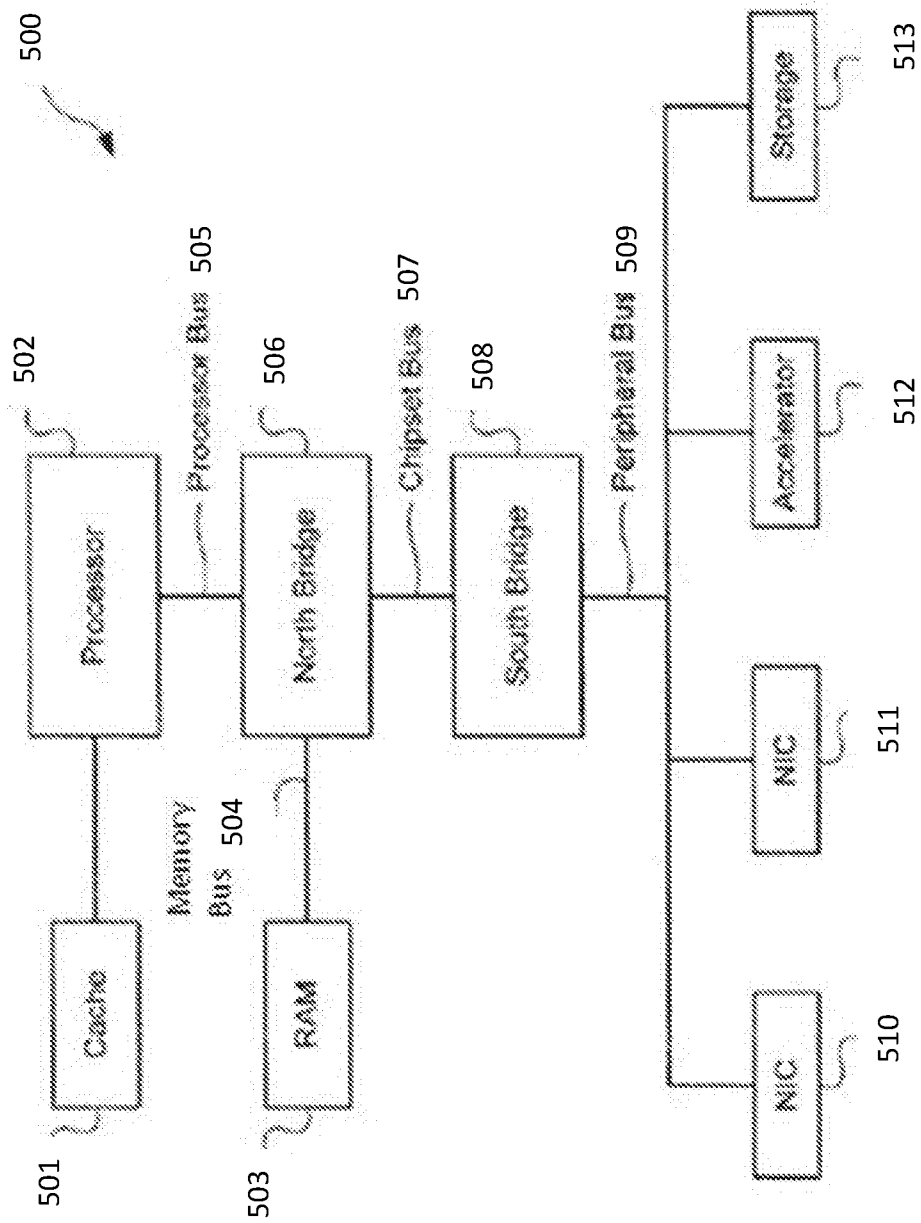 500
501
Cache
Processor
502
Memory
Bus 504
Processor Bus 505
503
RAM
North Bridge
506
Chipset Bus 507
South Bridge
508
Peripheral Bus 509
NIC
NIC
Accelerator
Storage
510
511
512
513